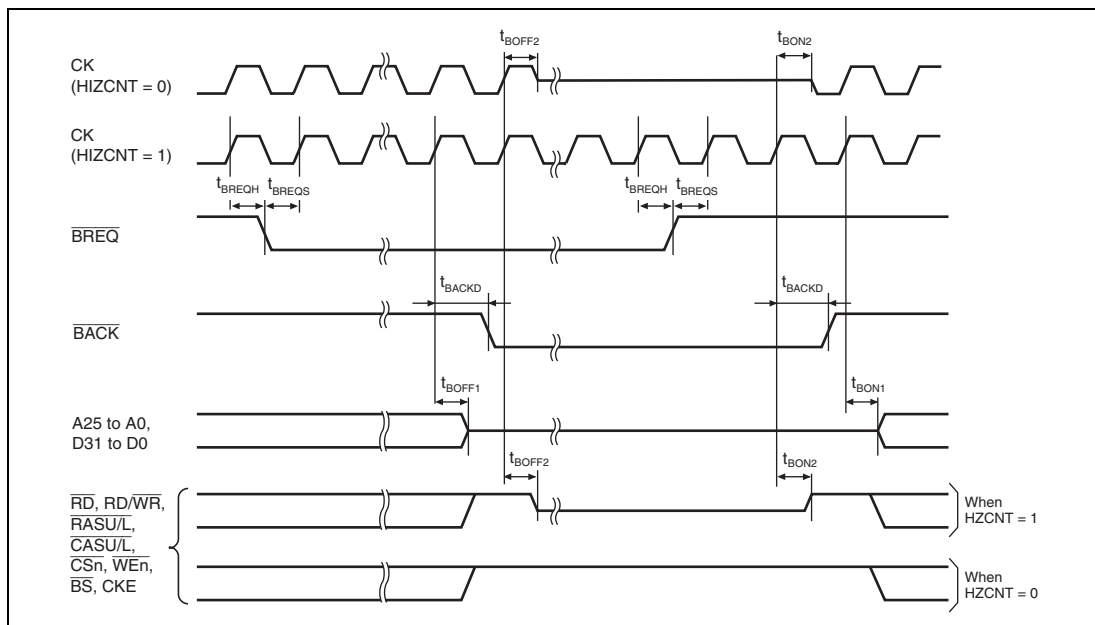 tBOFF2 tBON2
CK
(HIZCNT = 0)
CK
(HIZCNT = 1)
tBREQH tBREQS tBREQH tBREQS
BREQ
tBACKD tBACKD
BACK
tBOFF1 tBON1
A25 to A0,
D31 to D0
tBOFF2 tBON2
RD, RD/WR,
RASU/L,
CASU/L,
CSn, WEn,
BS, CKE
When
HZCNT = 1
When
HZCNT = 0